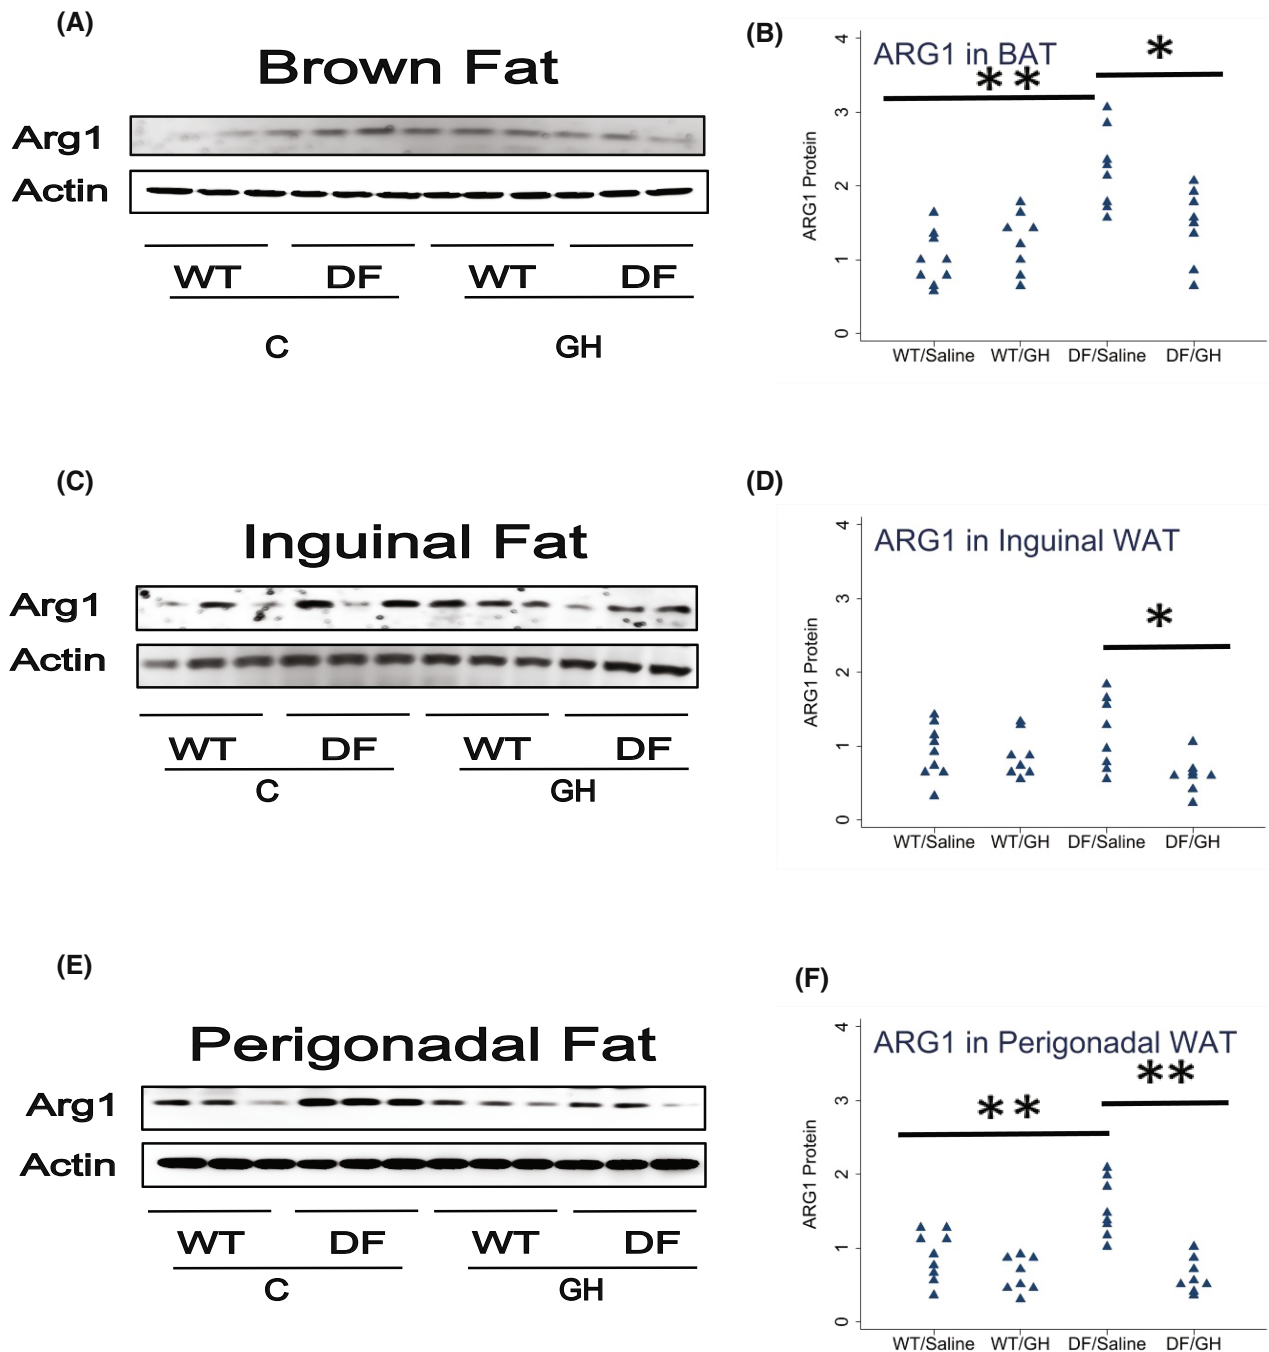 (A)
Brown Fat
Arg1
Actin
WT DF WT DF
C GH
(B)
ARG1 in BAT
*
* *
ARG1 Protein
4
3
2
1
0
WT/Saline WT/GH DF/Saline DF/GH
(C)
Inguinal Fat
Arg1
Actin
WT DF WT DF
C GH
(D)
ARG1 in Inguinal WAT
*
ARG1 Protein
4
3
2
1
0
WT/Saline WT/GH DF/Saline DF/GH
(E)
Perigonadal Fat
Arg1
Actin
WT DF WT DF
C GH
(F)
ARG1 in Perigonadal WAT
**
* *
ARG1 Protein
4
3
2
1
0
WT/Saline WT/GH DF/Saline DF/GH